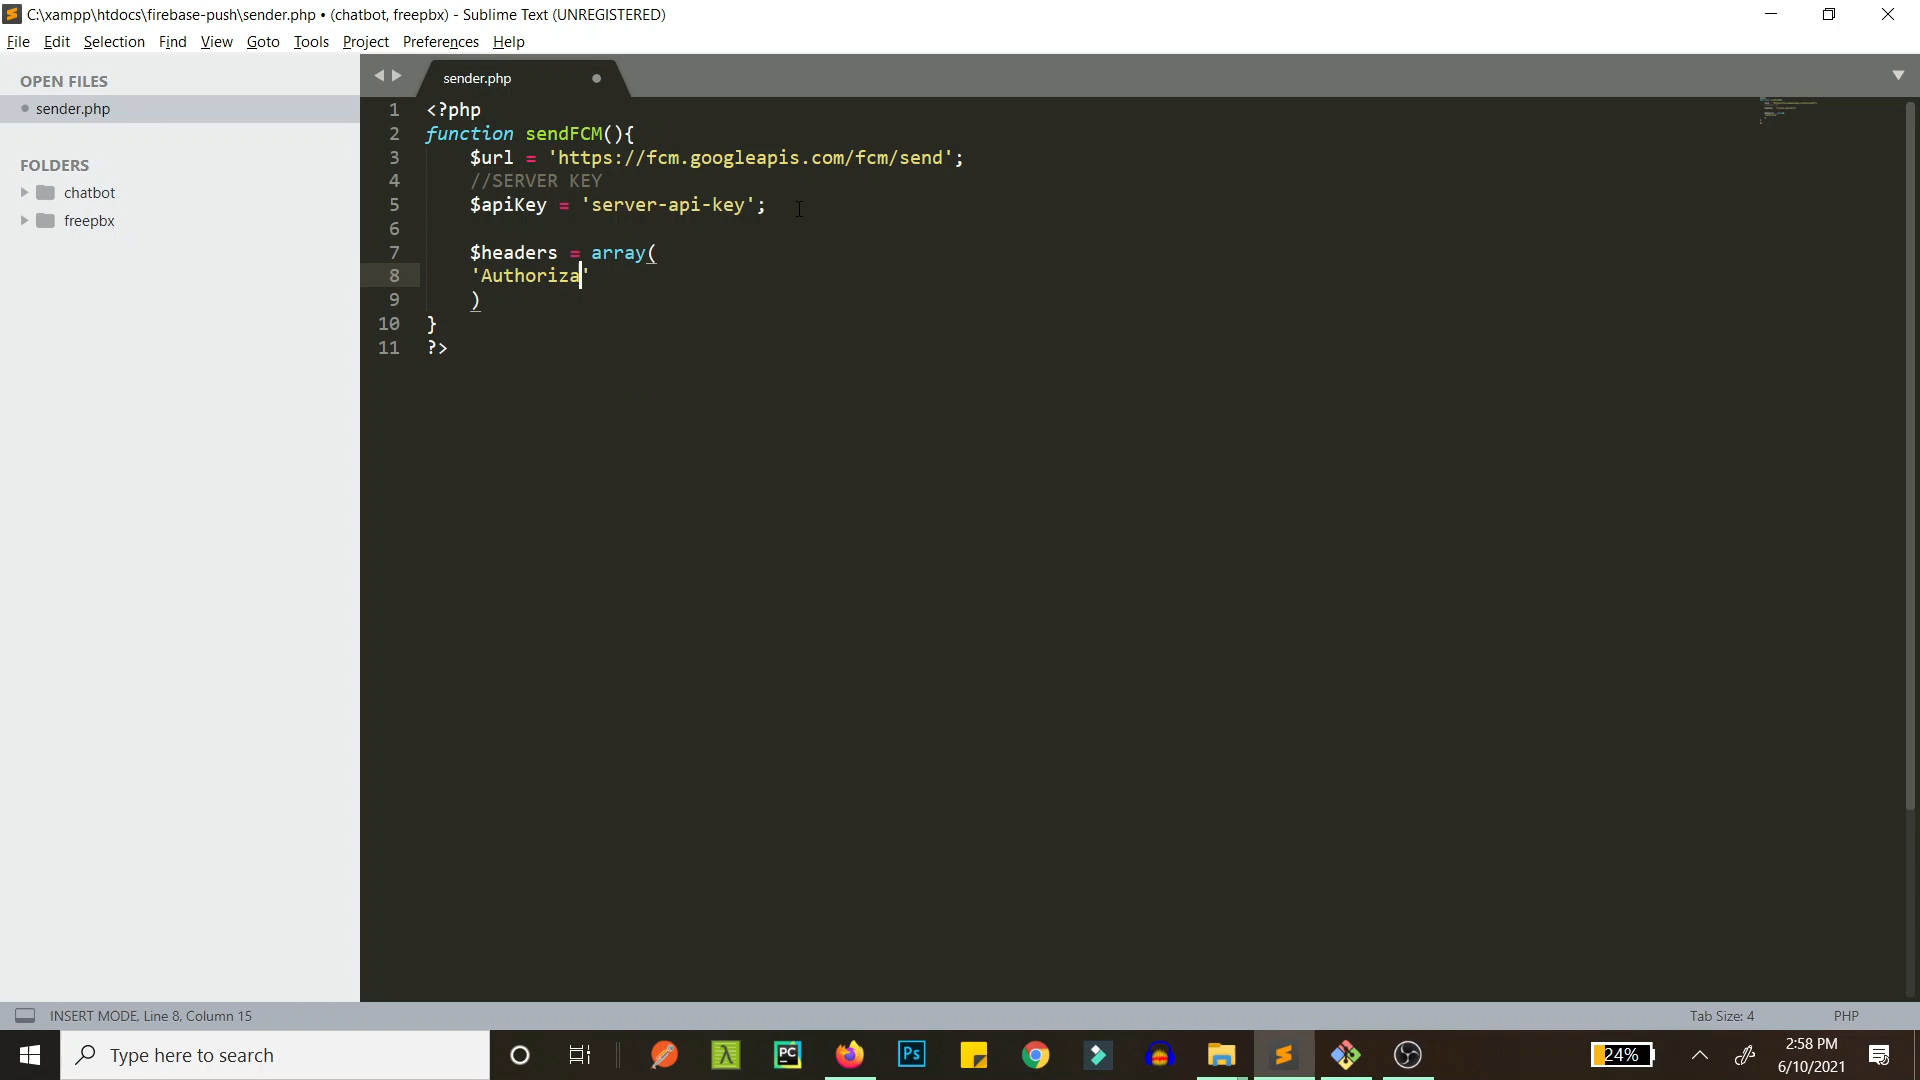 C:\xampp\htdocs\firebase-push\sender.php • (chatbot, freepbx) - Sublime Text (UNREGISTERED)
File Edit Selection Find View Goto Tools Project Preferences Help
OPEN FILES
sender.php
FOLDERS
chatbot
freepbx
sender.php
1 <?php
2 function sendFCM(){
3 $url = 'https://fcm.googleapis.com/fcm/send';
4 //SERVER KEY
5 $apiKey = 'server-api-key';
6
7 $headers = array(
8 'Authoriza'
9 )
10 }
11 ?>
INSERT MODE, Line 8, Column 15
Tab Size: 4 PHP
Type here to search
PC
Ps
24%
2:58 PM
6/10/2021